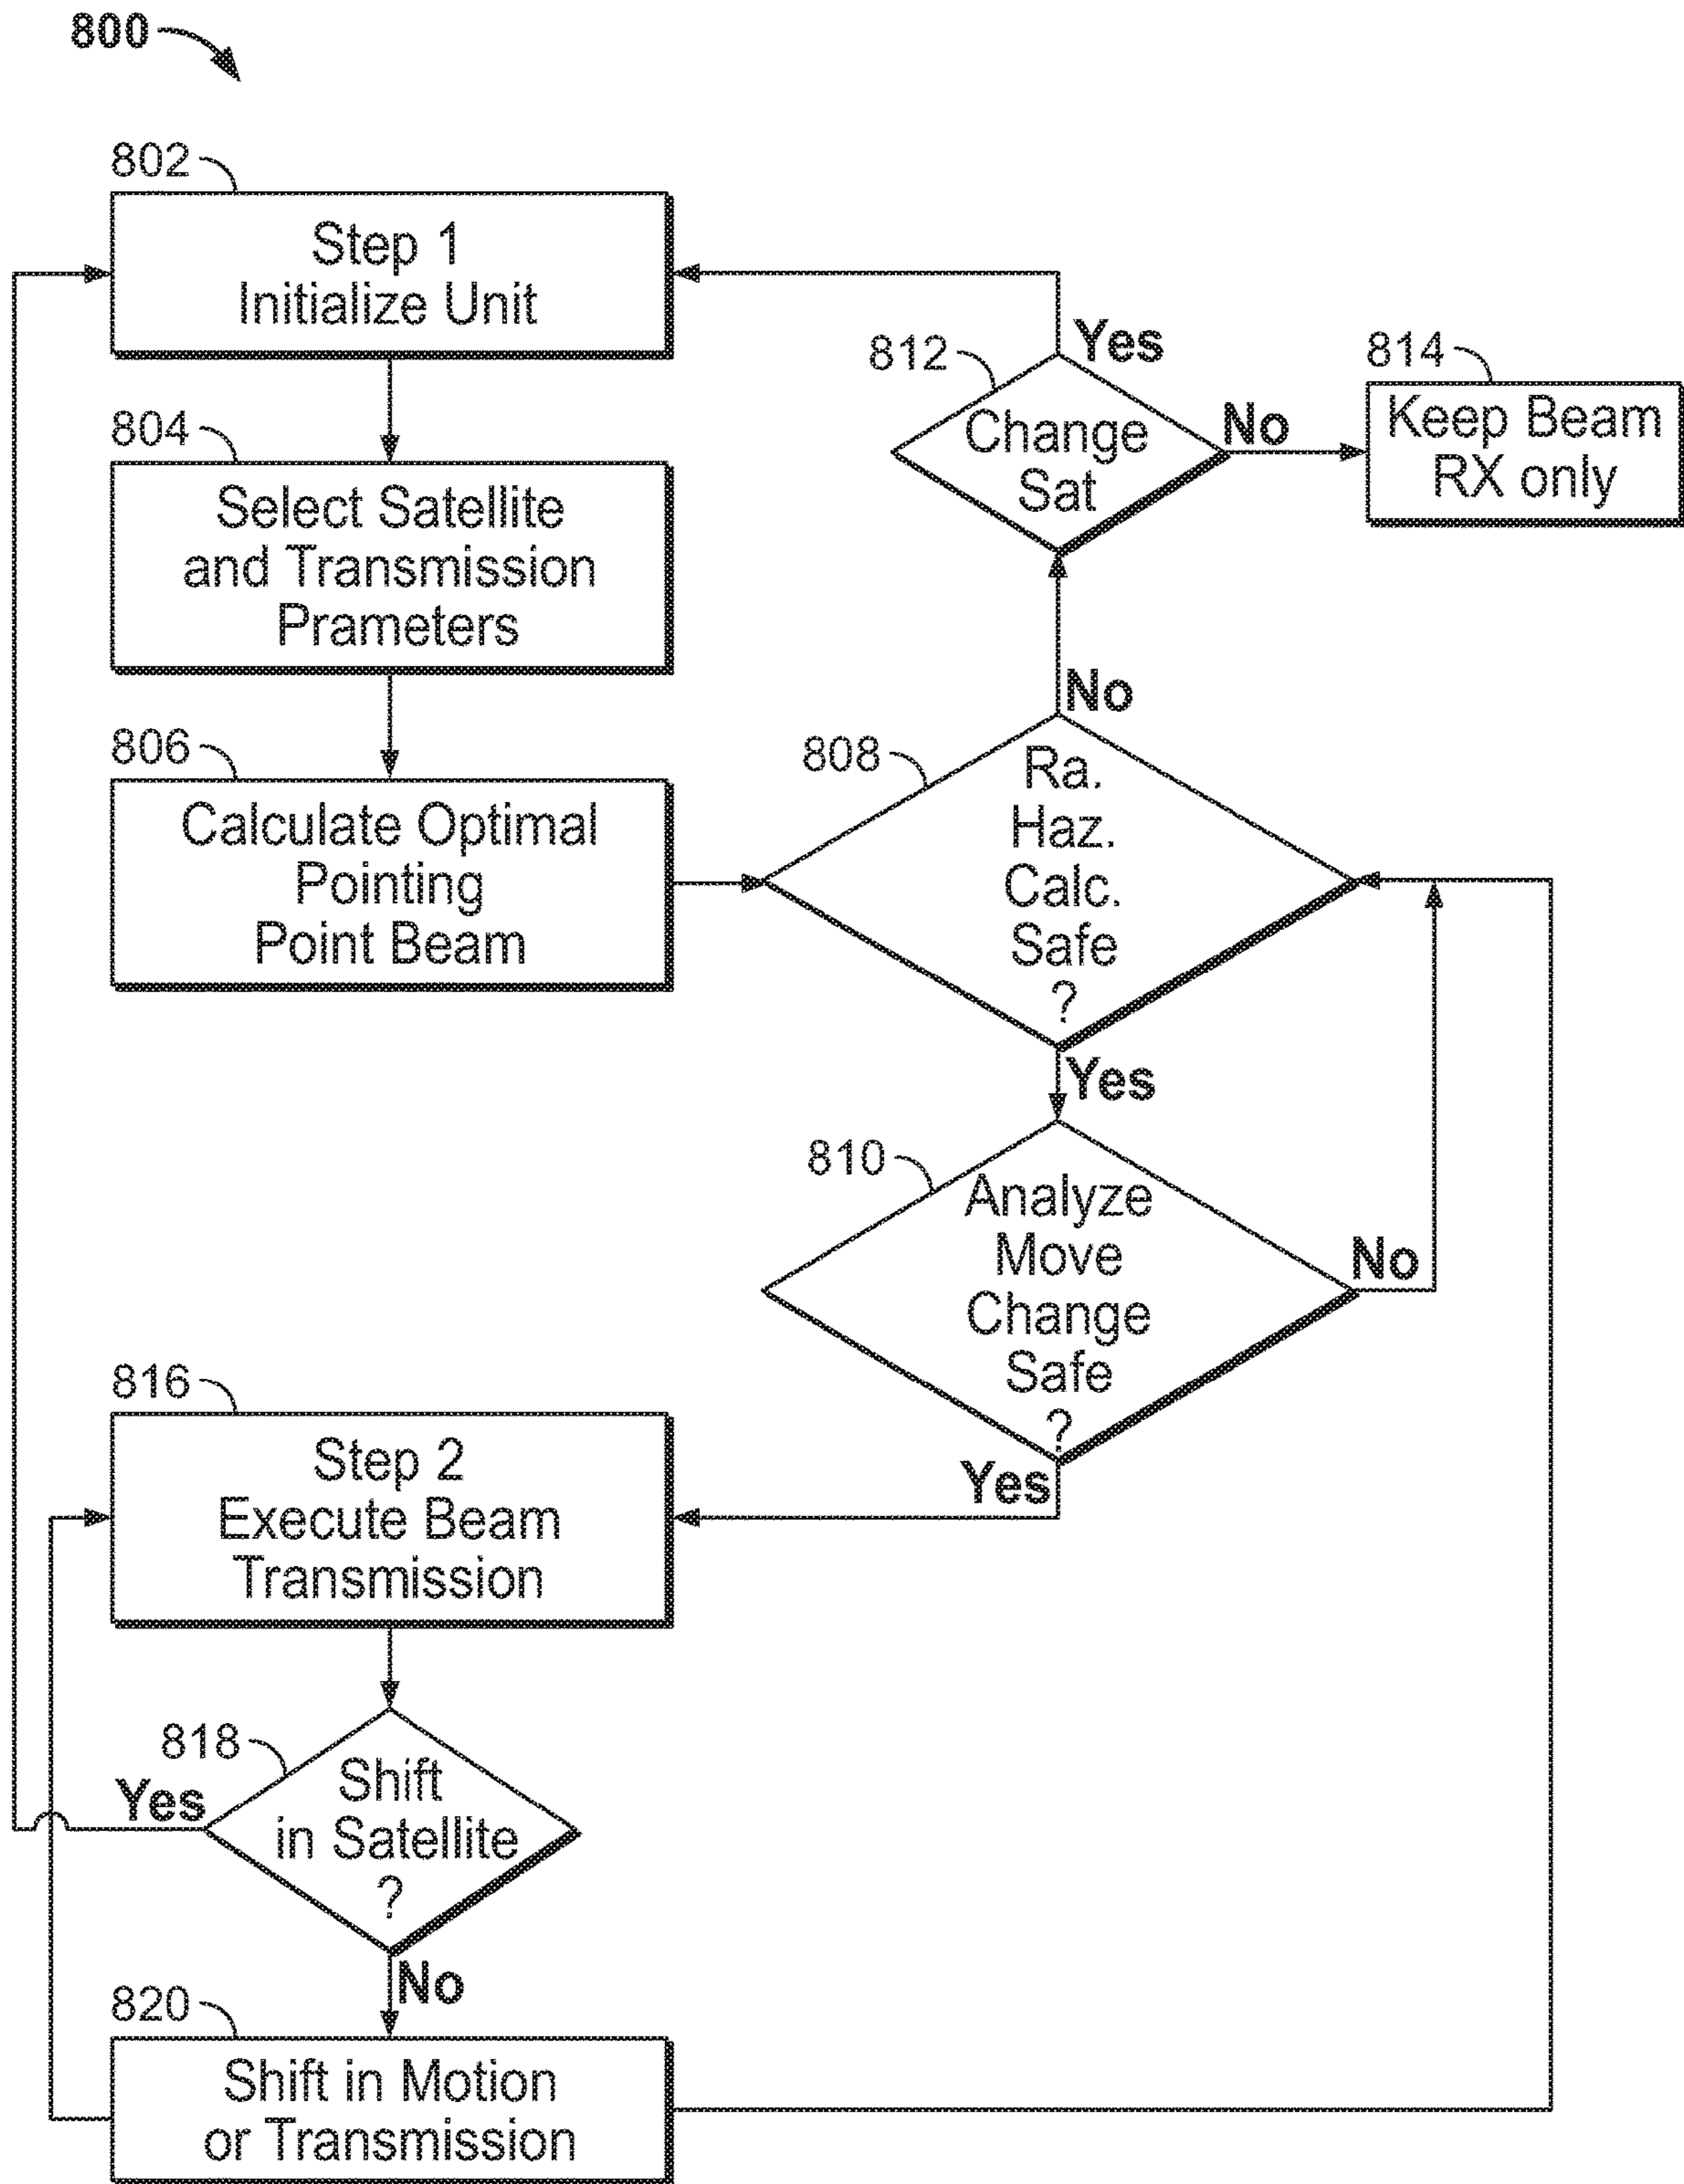 800
802
Step 1
Initialize Unit
804
Select Satellite
and Transmission
Prameters
806
Calculate Optimal
Pointing
Point Beam
808
Ra.
Haz.
Calc.
Safe
?
No
Yes
812
Change
Sat
Yes
No
814
Keep Beam
RX only
810
Analyze
Move
Change
Safe
?
No
Yes
816
Step 2
Execute Beam
Transmission
818
Shift
in Satellite
?
Yes
No
820
Shift in Motion
or Transmission